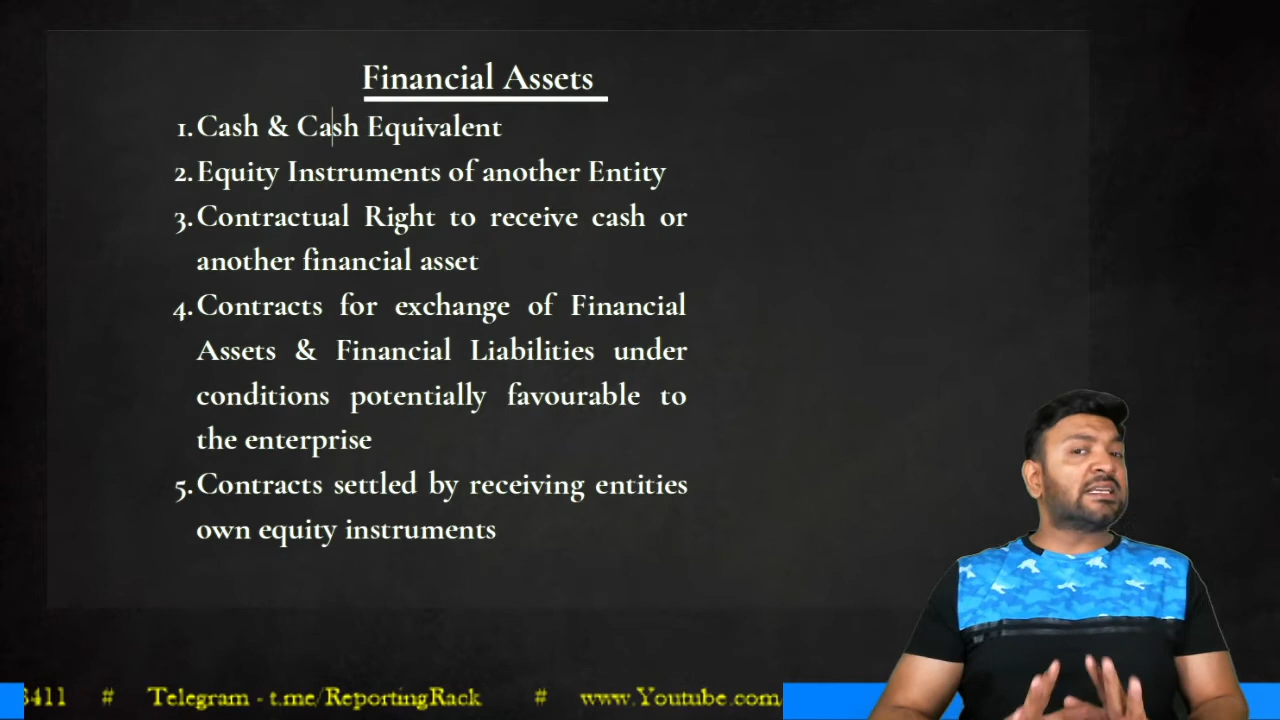 Financial Assets
1. Cash & Cash Equivalent
2. Equity Instruments of another Entity
3. Contractual Right to receive cash or
another financial asset
4. Contracts for exchange of Financial
Assets & Financial Liabilities under
conditions potentially favourable to
the enterprise
5. Contracts settled by receiving entities
own equity instruments
3411 # Telegram - t.me/ReportingRack # www.Youtube.com/